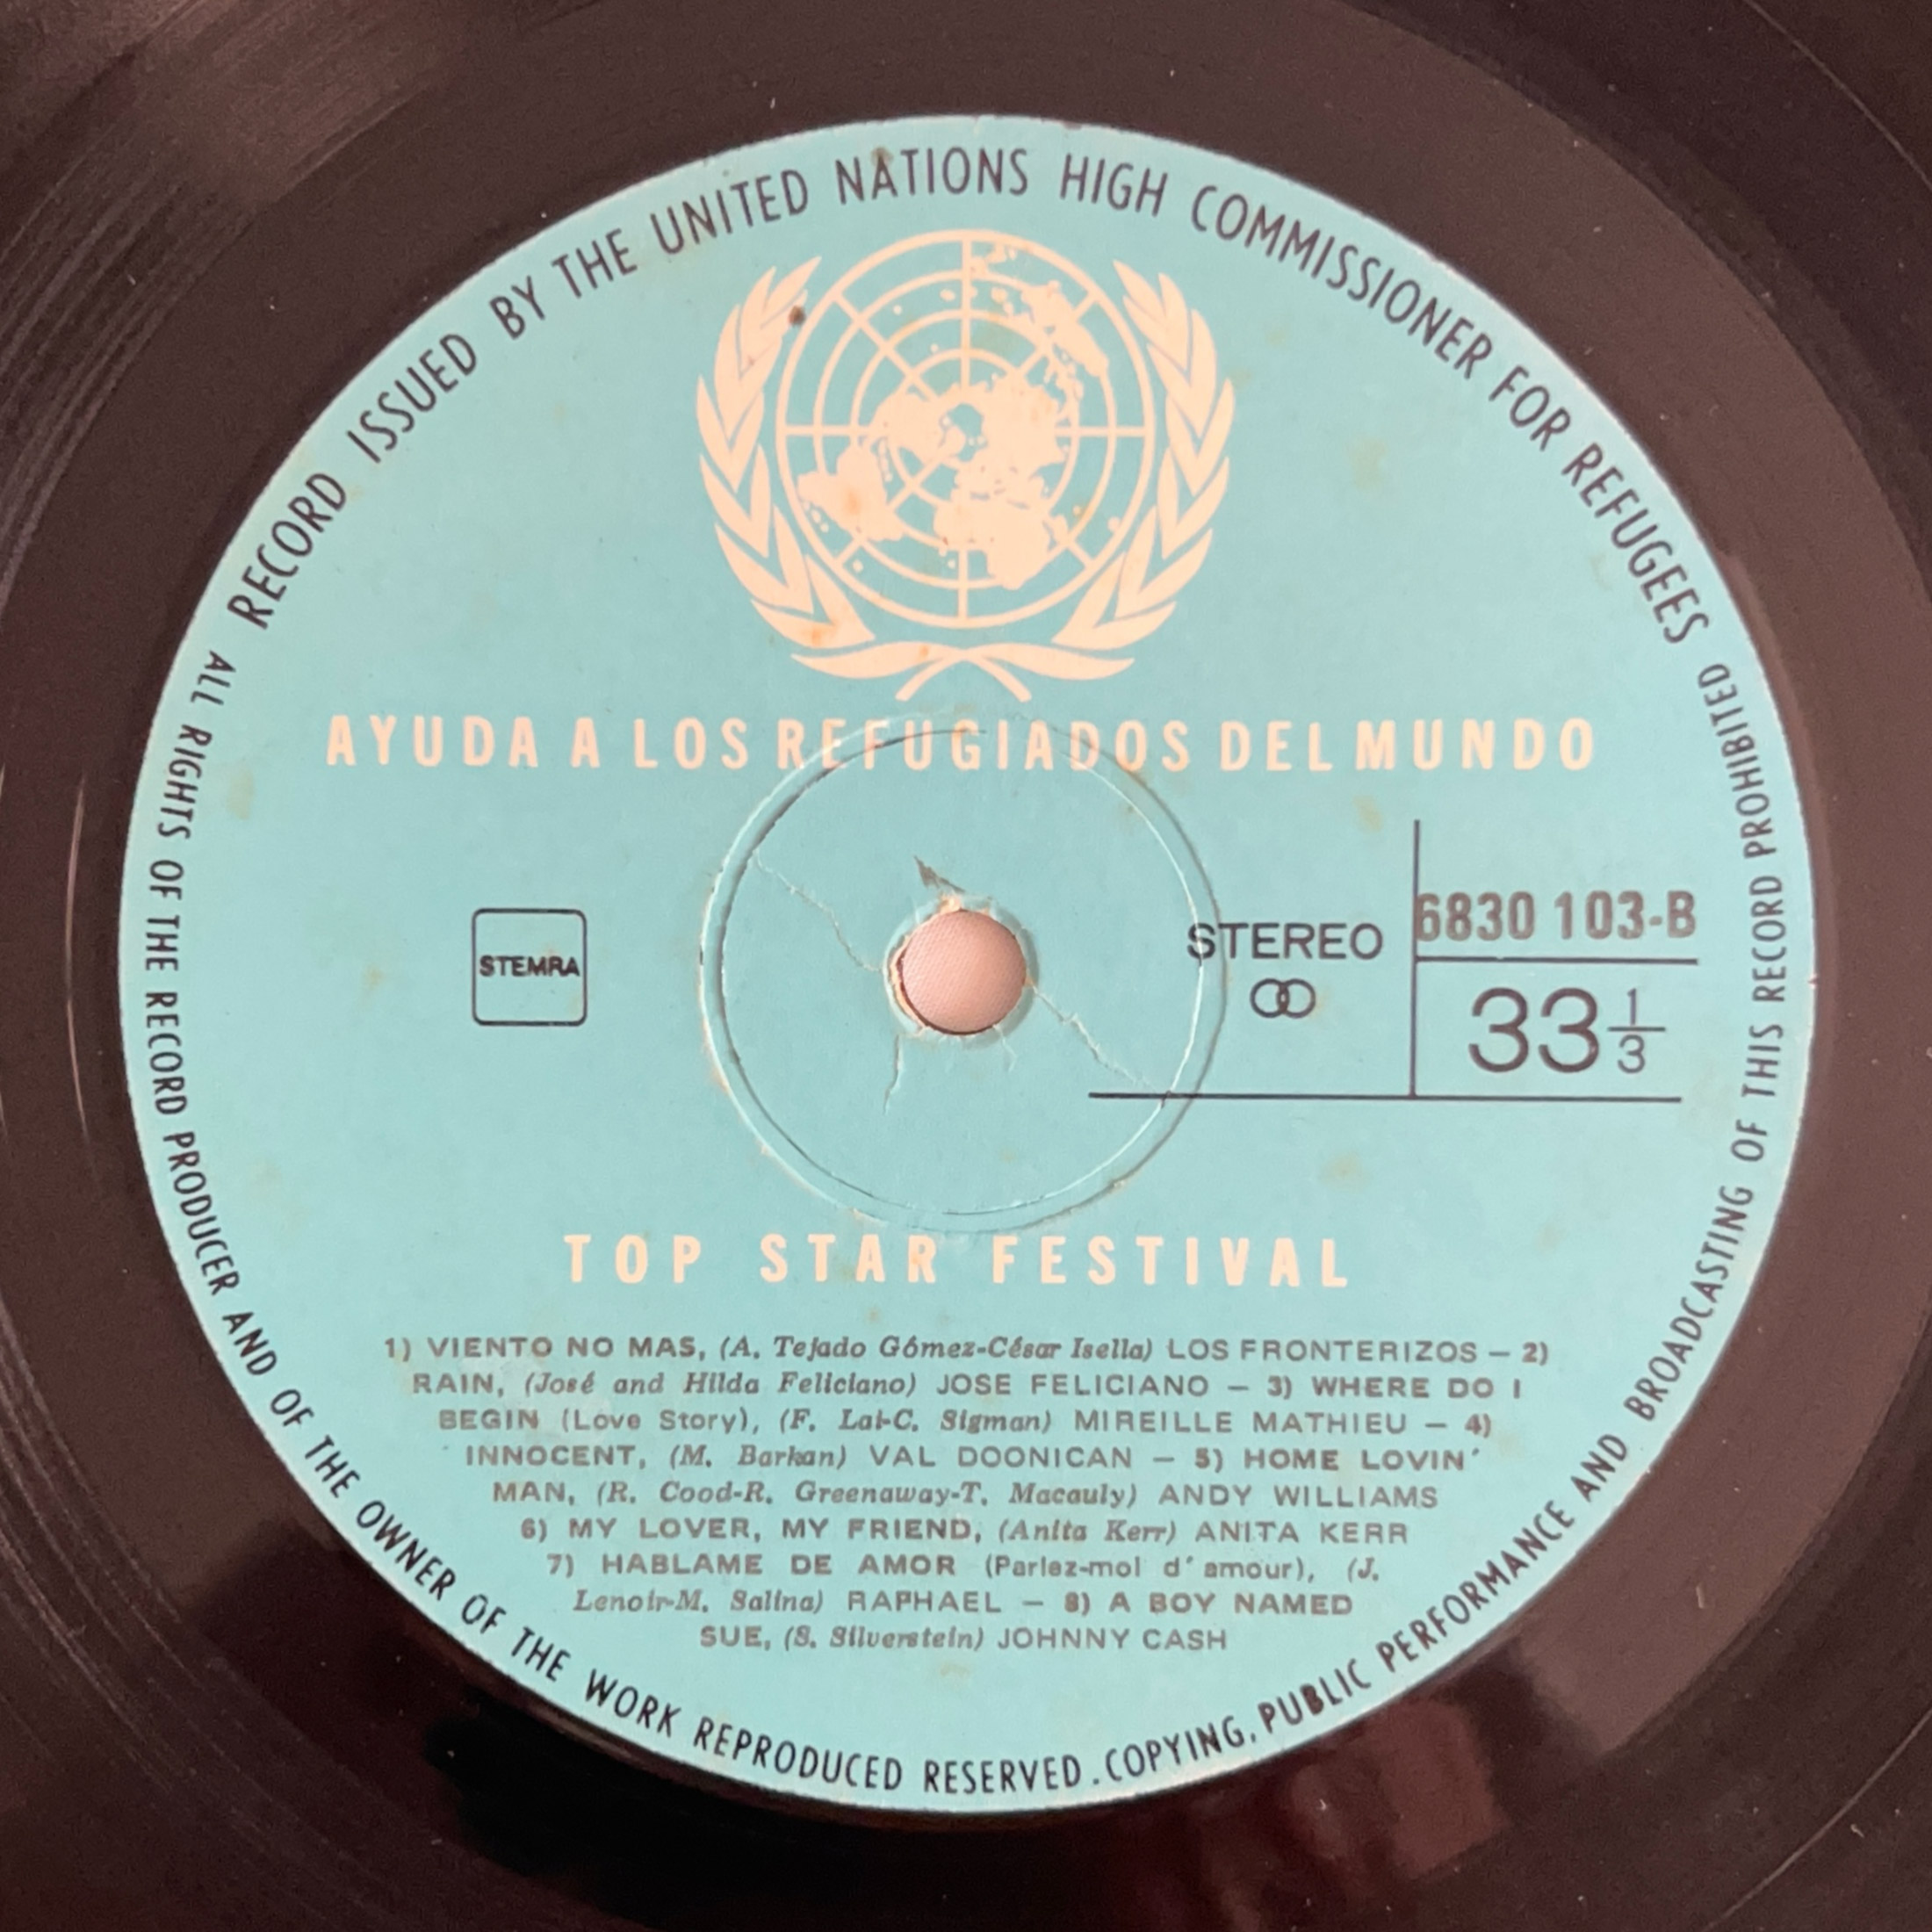 RECORD ISSUED BY THE UNITED NATIONS HIGH COMMISSIONER FOR REFUGEES
AYUDA A LOS REFUGIADOS DEL MUNDO
STEMRA
STEREO
6830 103-B
33 1/3
TOP STAR FESTIVAL
1) VIENTO NO MAS, (A. Tejado Gómez-César Isella) LOS FRONTERIZOS – 2)
RAIN, (José and Hilda Feliciano) JOSE FELICIANO – 3) WHERE DO I
BEGIN (Love Story), (F. Lai-C. Sigman) MIREILLE MATHIEU – 4)
INNOCENT, (M. Barkan) VAL DOONICAN – 5) HOME LOVIN'
MAN, (R. Cood-R. Greenaway-T. Macauly) ANDY WILLIAMS
6) MY LOVER, MY FRIEND, (Anita Kerr) ANITA KERR
7) HABLAME DE AMOR (Parlez-moi d'amour), (J.
Lenoir-M. Salina) RAPHAEL – 8) A BOY NAMED
SUE, (S. Silverstein) JOHNNY CASH
ALL RIGHTS OF THE RECORD PRODUCER AND OF THE OWNER OF THE WORK REPRODUCED RESERVED. COPYING, PUBLIC PERFORMANCE AND BROADCASTING OF THIS RECORD PROHIBITED